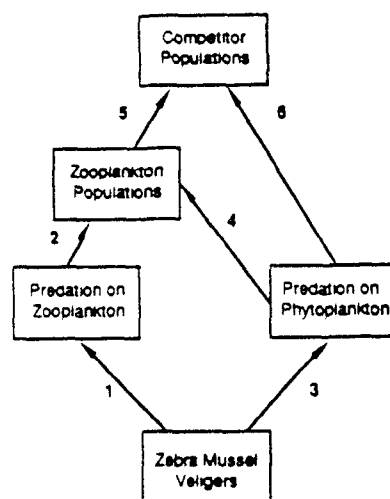 Competitor
Populations
5
6
Zooplankton
Populations
2
4
Predation on
Zooplankton
Predation on
Phytoplankton
1
3
Zebra Mussel
Veligers